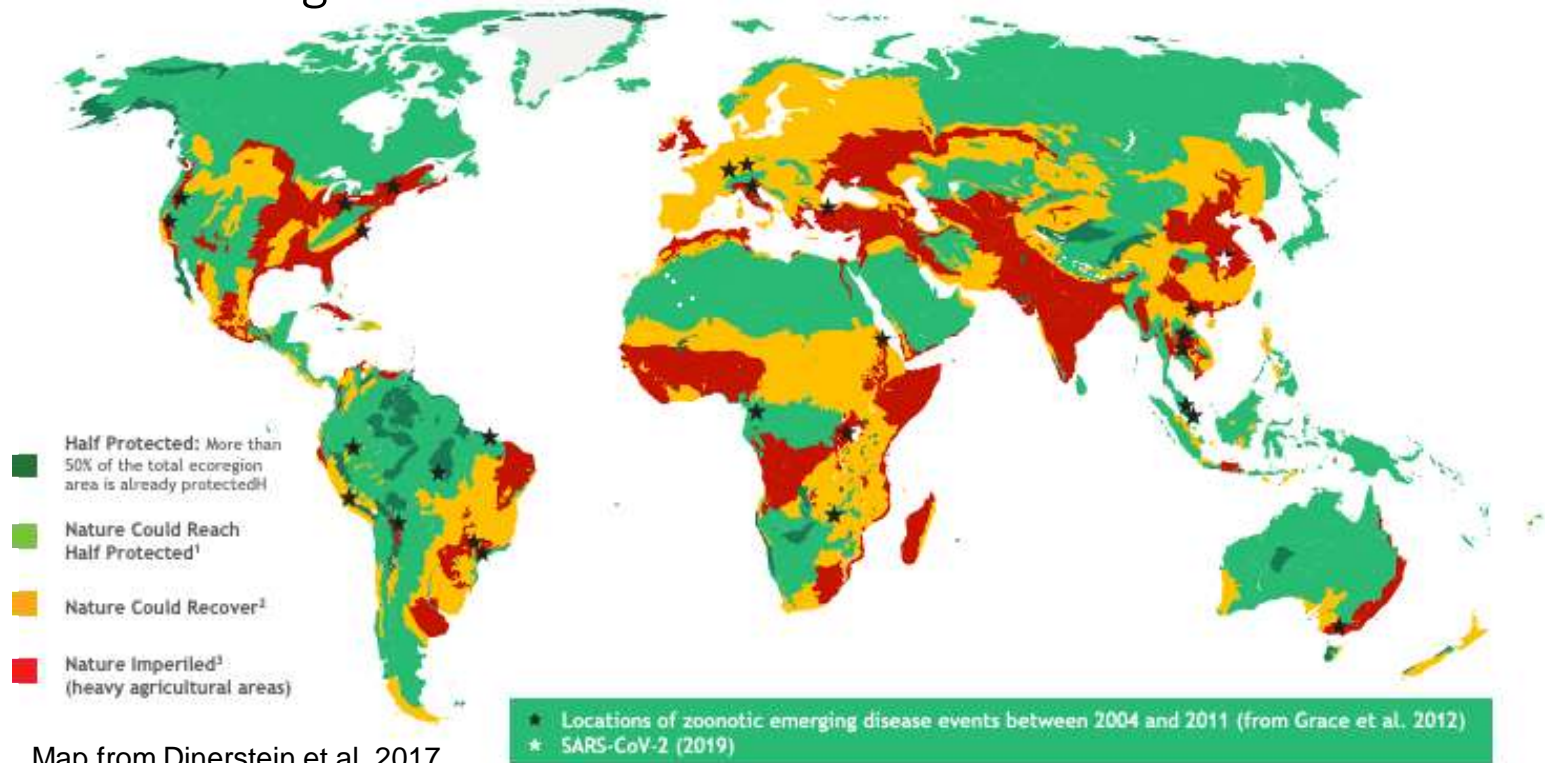 Half Protected: More than
50% of the total ecoregion
area is already protectedH
Nature Could Reach
Half Protected¹
Nature Could Recover²
Nature Imperiled³
(heavy agricultural areas)
★ Locations of zoonotic emerging disease events between 2004 and 2011 (from Grace et al. 2012)
★ SARS-CoV-2 (2019)
Map from Dinerstein et al. 2017